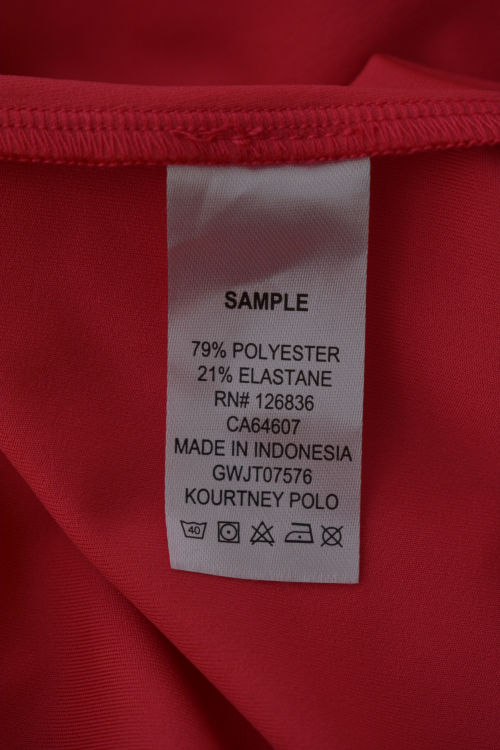 SAMPLE
79% POLYESTER
21% ELASTANE
RN# 126836
CA64607
MADE IN INDONESIA
GWJT07576
KOURTNEY POLO
40